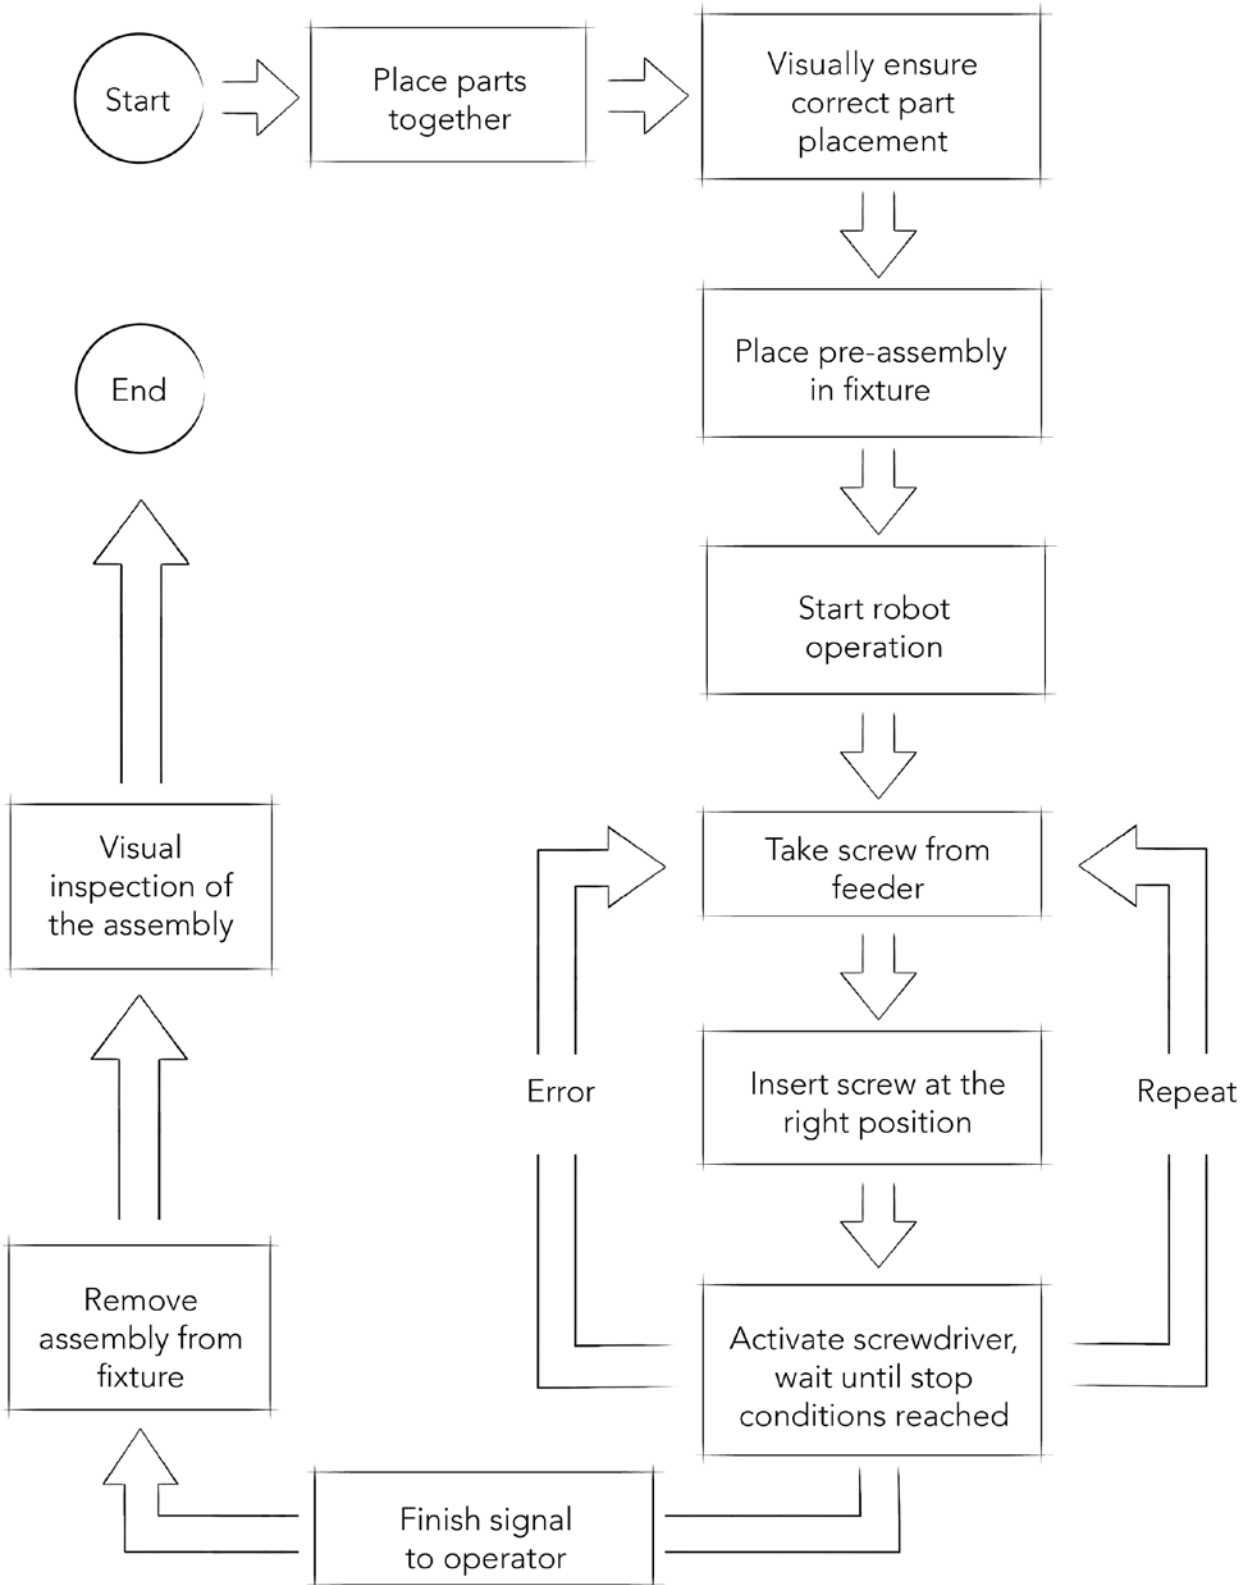 Start
Place parts
together
Visually ensure
correct part
placement
Place pre-assembly
in fixture
End
Start robot
operation
Take screw from
feeder
Visual
inspection of
the assembly
Error
Insert screw at the
right position
Repeat
Activate screwdriver,
wait until stop
conditions reached
Remove
assembly from
fixture
Finish signal
to operator